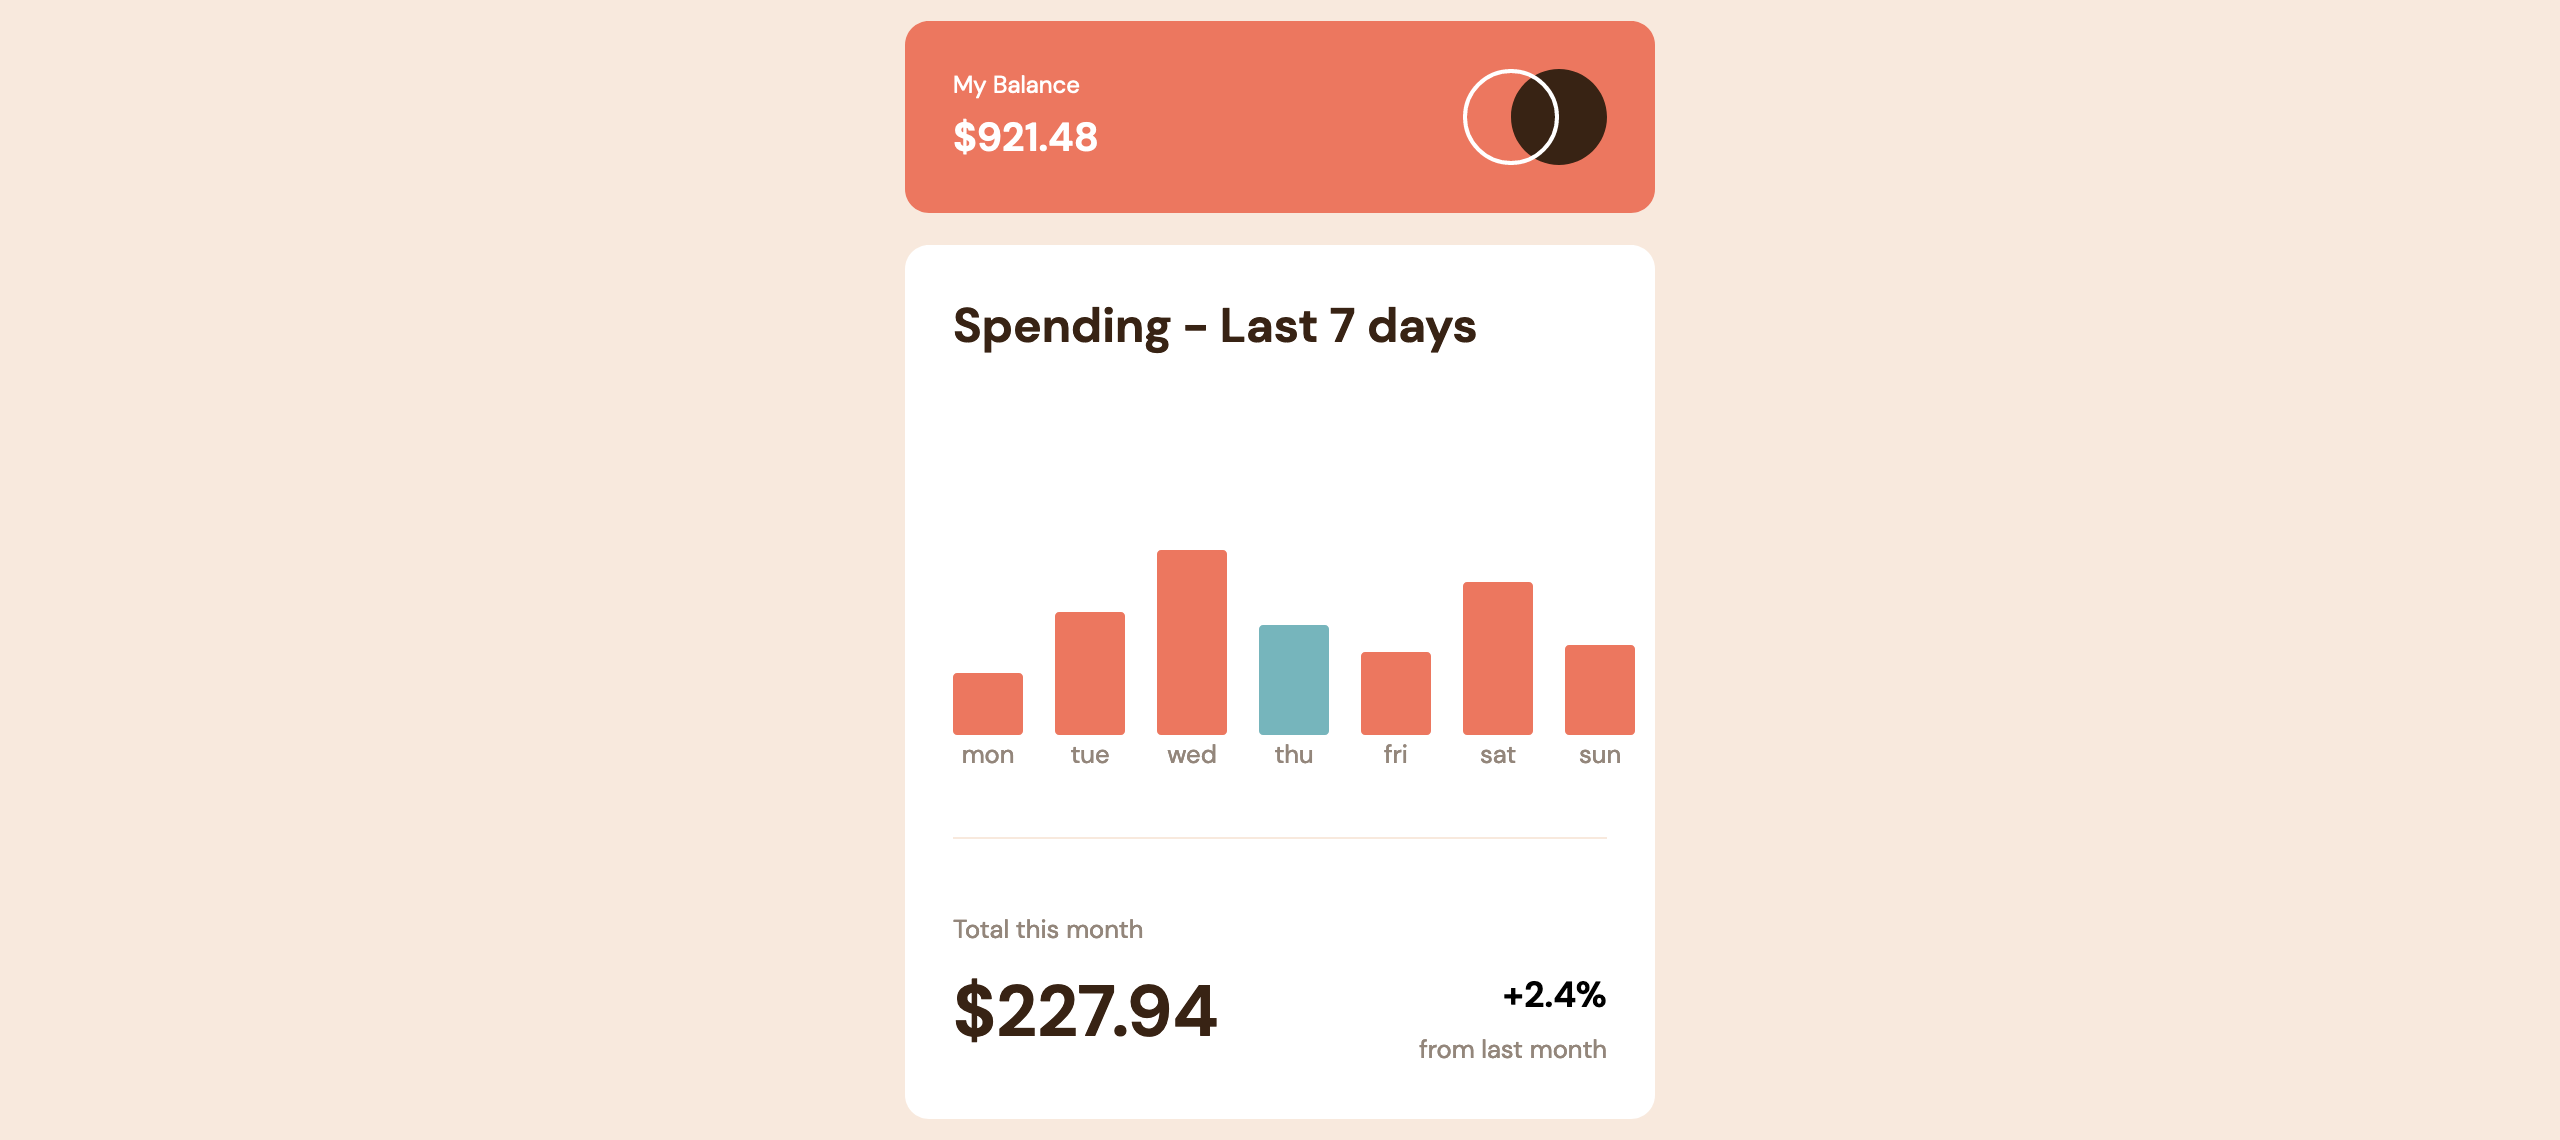 My Balance
$921.48
Spending - Last 7 days
mon tue wed thu fri sat sun
Total this month
$227.94
+2.4%
from last month